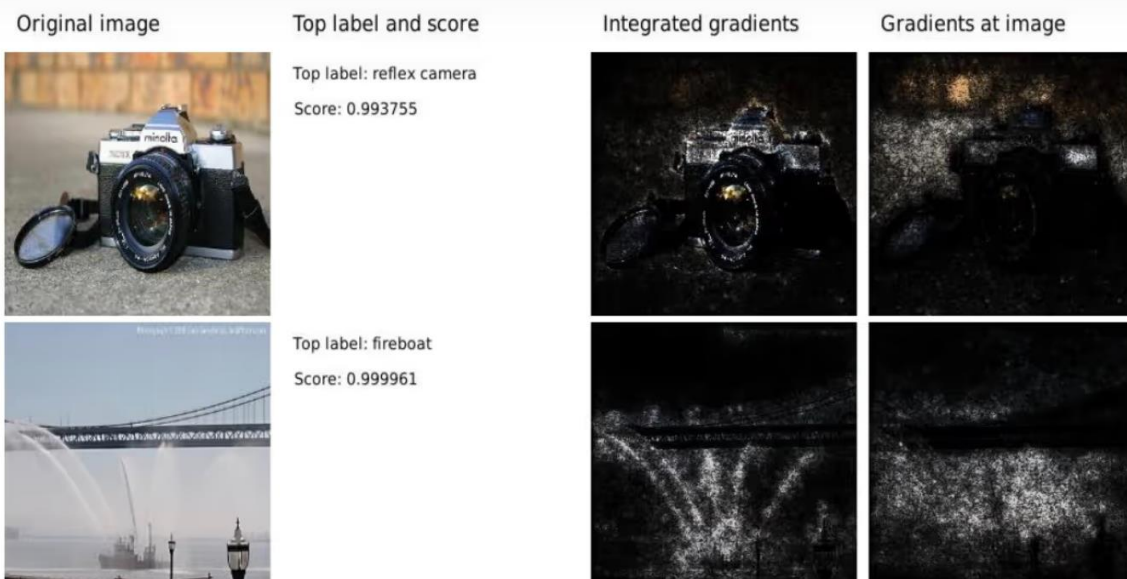 Original image
Top label and score
Integrated gradients
Gradients at image
Top label: reflex camera
Score: 0.993755
minolta
Top label: fireboat
Score: 0.999961